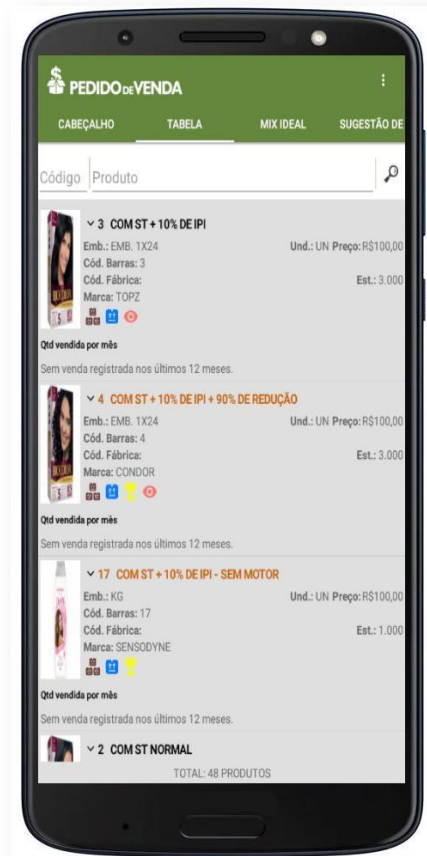 PEDIDO DE VENDA
CABEÇALHO TABELA MIX IDEAL SUGESTÃO DE
Código Produto
3 COM ST + 10% DE IPI
Emb.: EMB. 1X24 Und.: UN Preço: R$100,00
Cód. Barras: 3
Cód. Fábrica: Est.: 3.000
Marca: TOPZ
Qtd vendida por mês
Sem venda registrada nos últimos 12 meses.
4 COM ST + 10% DE IPI + 90% DE REDUÇÃO
Emb.: EMB. 1X24 Und.: UN Preço: R$100,00
Cód. Barras: 4
Cód. Fábrica: Est.: 3.000
Marca: CONDOR
Qtd vendida por mês
Sem venda registrada nos últimos 12 meses.
17 COM ST + 10% DE IPI - SEM MOTOR
Emb.: KG Und.: UN Preço: R$100,00
Cód. Barras: 17
Cód. Fábrica: Est.: 1.000
Marca: SENSODYNE
Qtd vendida por mês
Sem venda registrada nos últimos 12 meses.
2 COM ST NORMAL
TOTAL: 48 PRODUTOS